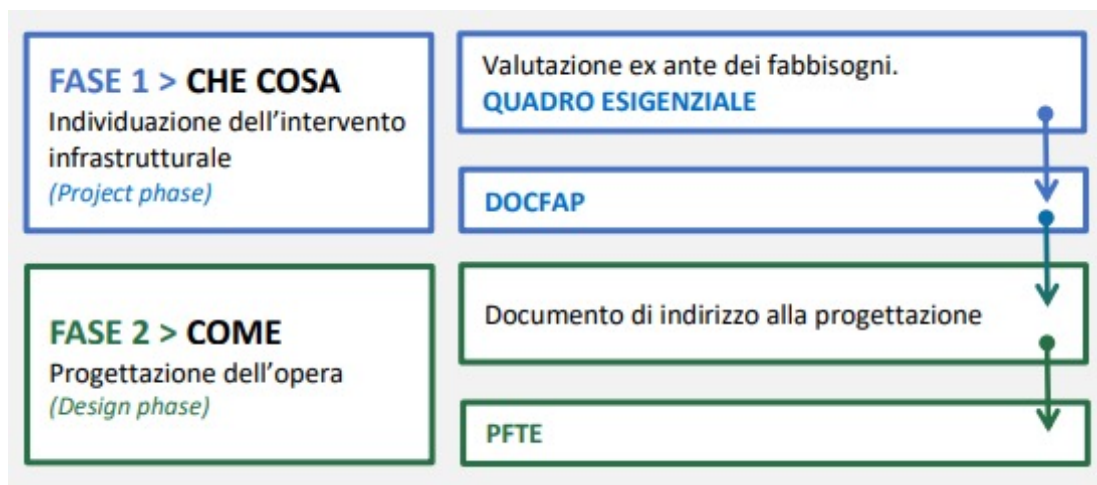 FASE 1 > CHE COSA
Individuazione dell'intervento
infrastrutturale
(Project phase)
Valutazione ex ante dei fabbisogni.
QUADRO ESIGENZIALE
DOCFAP
FASE 2 > COME
Progettazione dell'opera
(Design phase)
Documento di indirizzo alla progettazione
PFTE